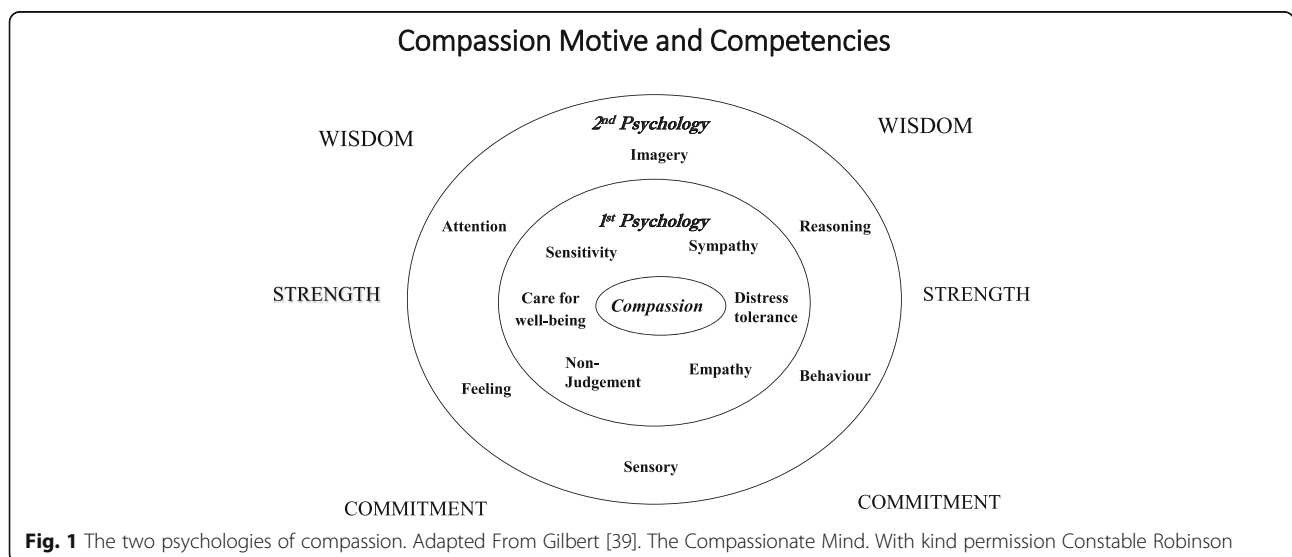 Compassion Motive and Competencies
WISDOM
WISDOM
2nd Psychology
Imagery
Attention
Reasoning
1st Psychology
Sensitivity
Sympathy
STRENGTH
STRENGTH
Care for
well-being
Compassion
Distress
tolerance
Non-
Judgement
Empathy
Feeling
Behaviour
Sensory
COMMITMENT
COMMITMENT
Fig. 1 The two psychologies of compassion. Adapted From Gilbert [39]. The Compassionate Mind. With kind permission Constable Robinson